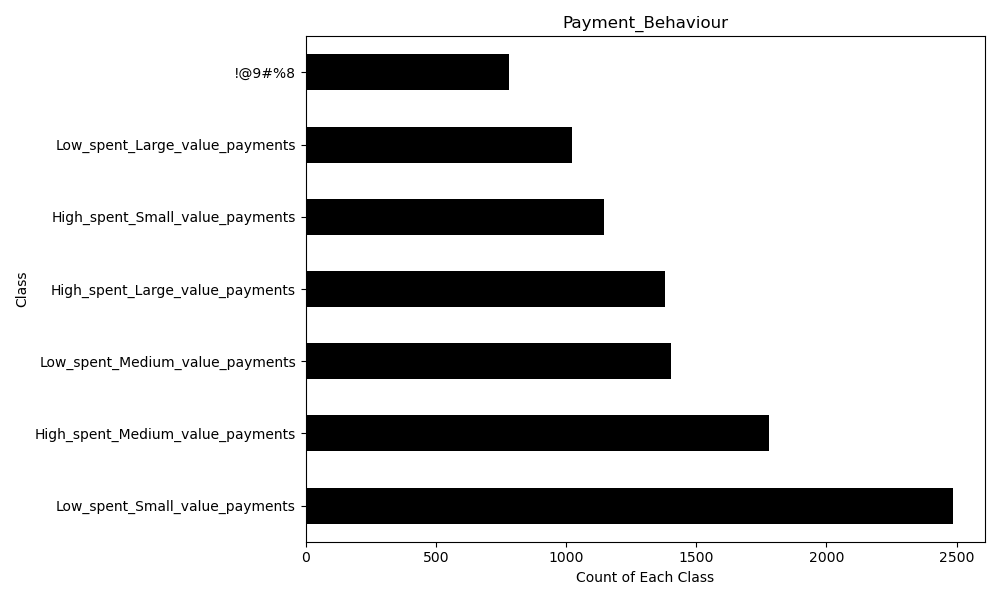 Payment_Behaviour
!@9#%8
Low_spent_Large_value_payments
High_spent_Small_value_payments
High_spent_Large_value_payments
Low_spent_Medium_value_payments
High_spent_Medium_value_payments
Low_spent_Small_value_payments
Class
0 500 1000 1500 2000 2500
Count of Each Class